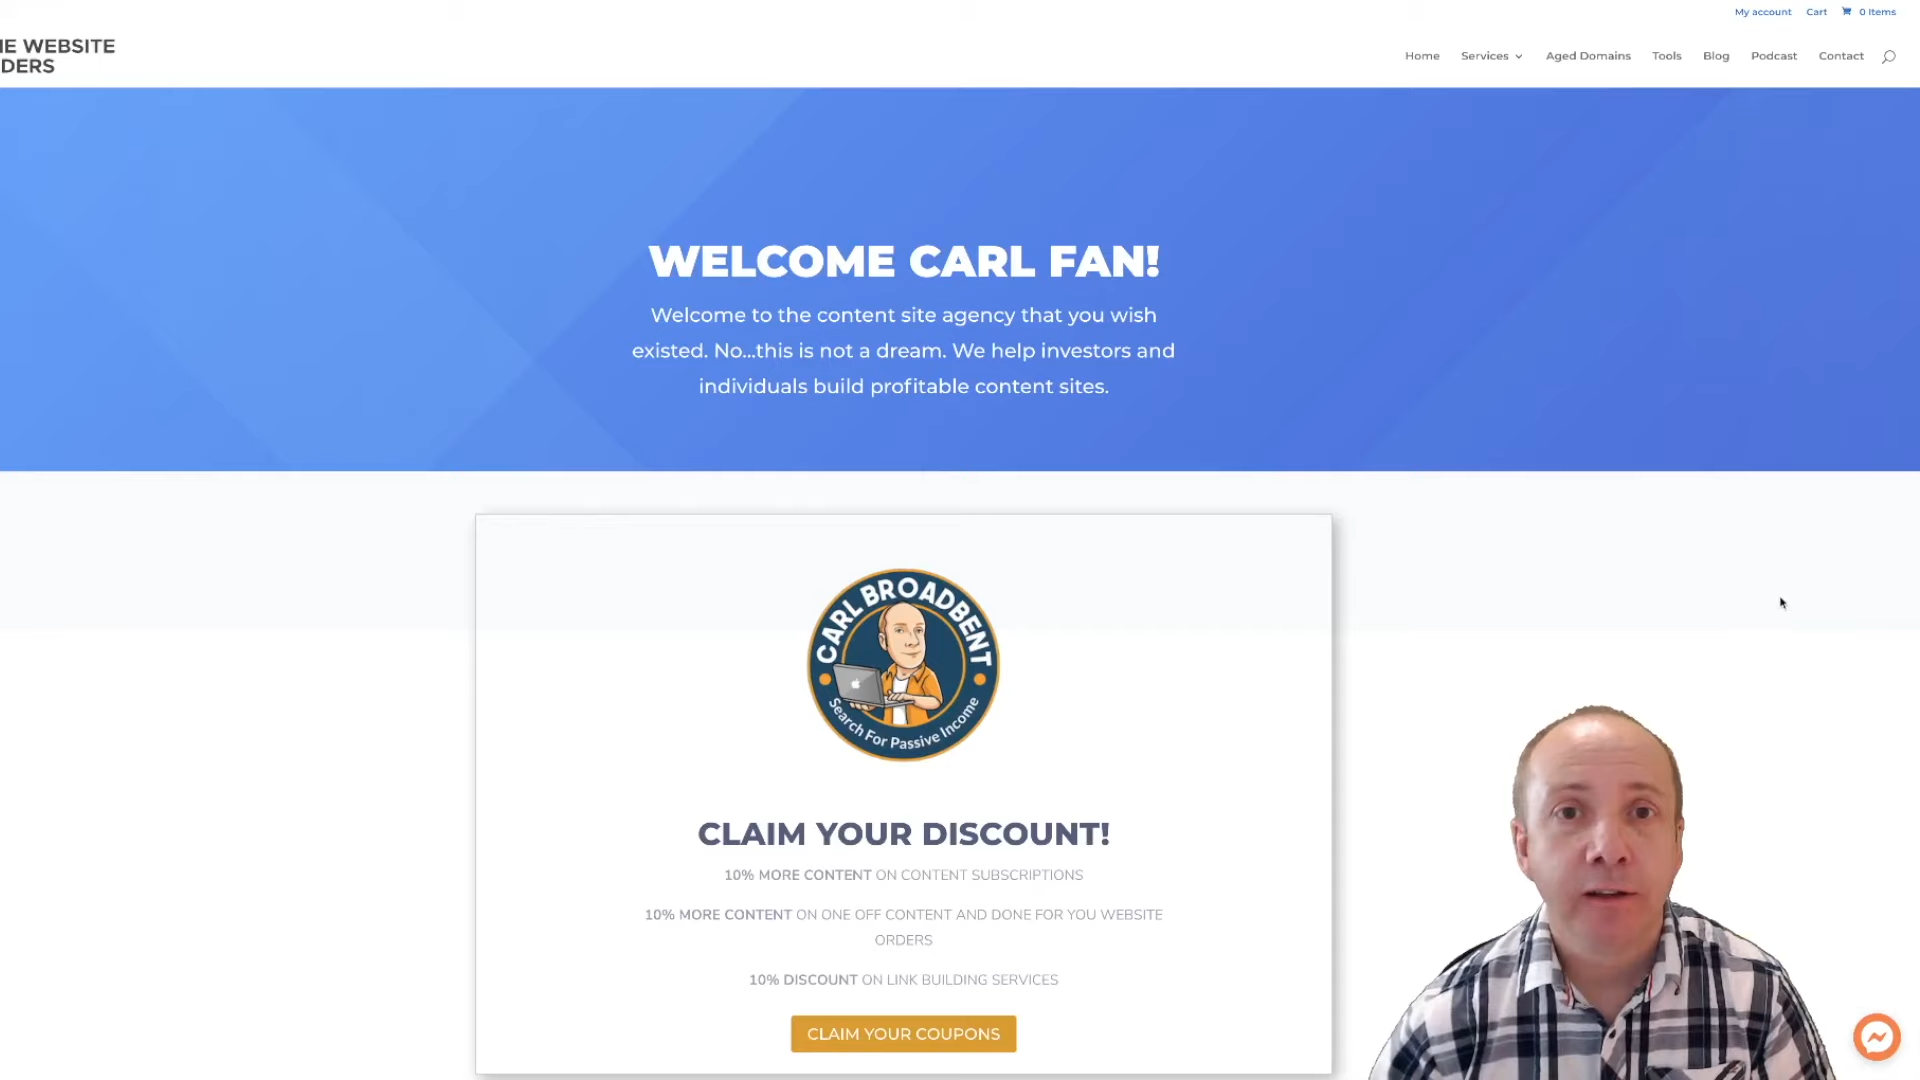 My account Cart 0 Items
HE WEBSITE
DERS
Home Services Aged Domains Tools Blog Podcast Contact
WELCOME CARL FAN!
Welcome to the content site agency that you wish
existed. No...this is not a dream. We help investors and
individuals build profitable content sites.
CARL BROADBENT
Search For Passive Income
CLAIM YOUR DISCOUNT!
10% MORE CONTENT ON CONTENT SUBSCRIPTIONS
10% MORE CONTENT ON ONE OFF CONTENT AND DONE FOR YOU WEBSITE
ORDERS
10% DISCOUNT ON LINK BUILDING SERVICES
CLAIM YOUR COUPONS